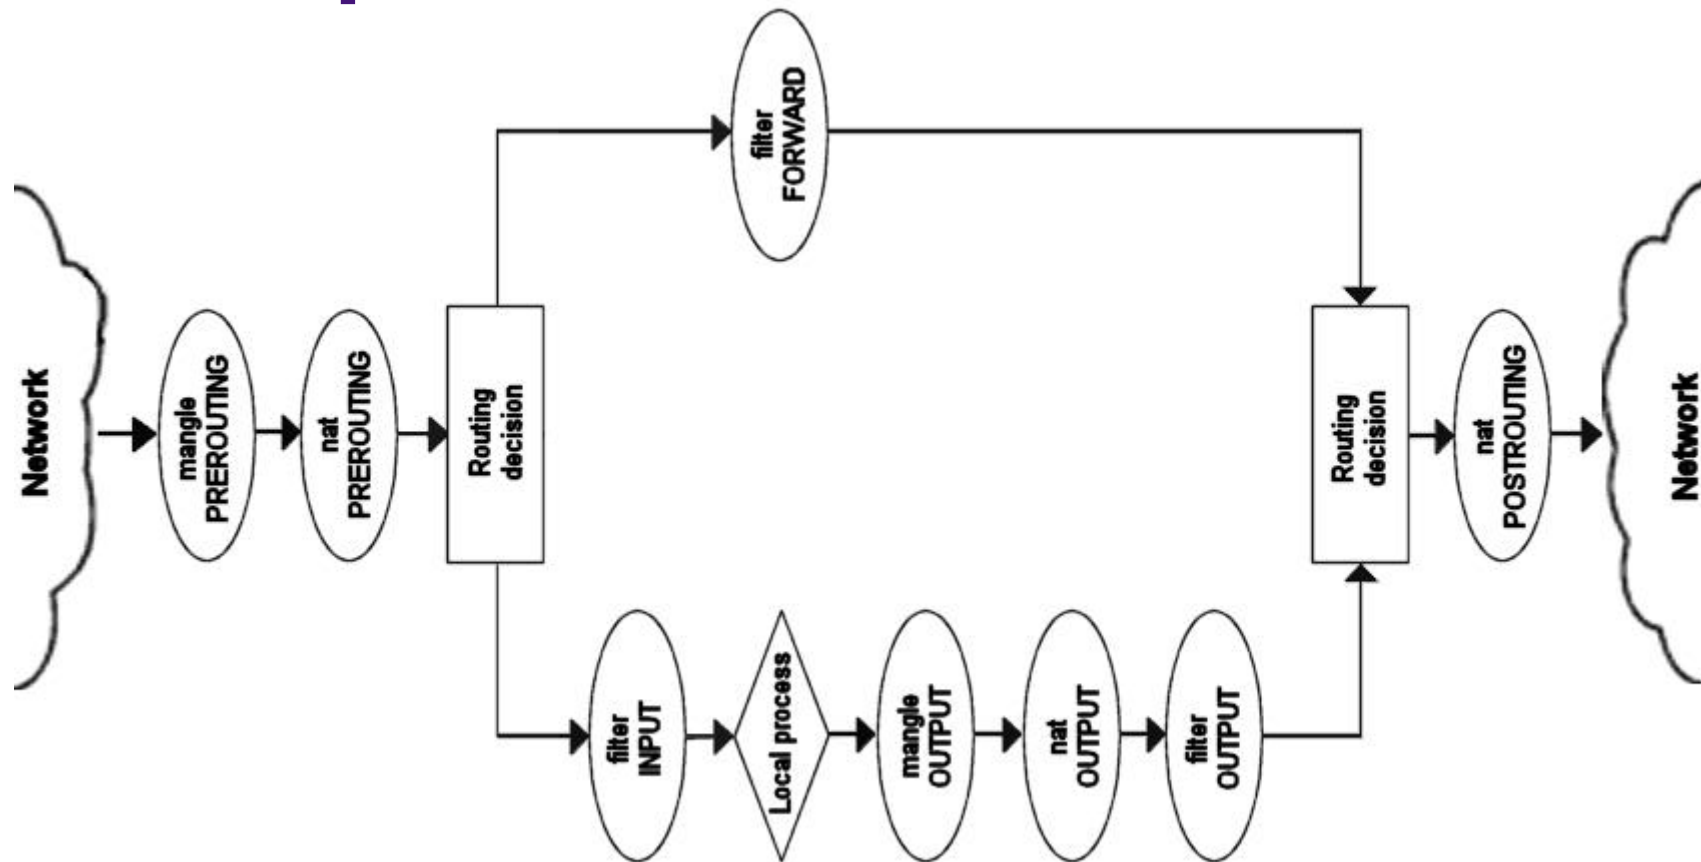 Network
mangle
PREROUTING
nat
PREROUTING
Routing
decision
filter
FORWARD
filter
INPUT
Local process
mangle
OUTPUT
nat
OUTPUT
filter
OUTPUT
Routing
decision
nat
POSTROUTING
Network